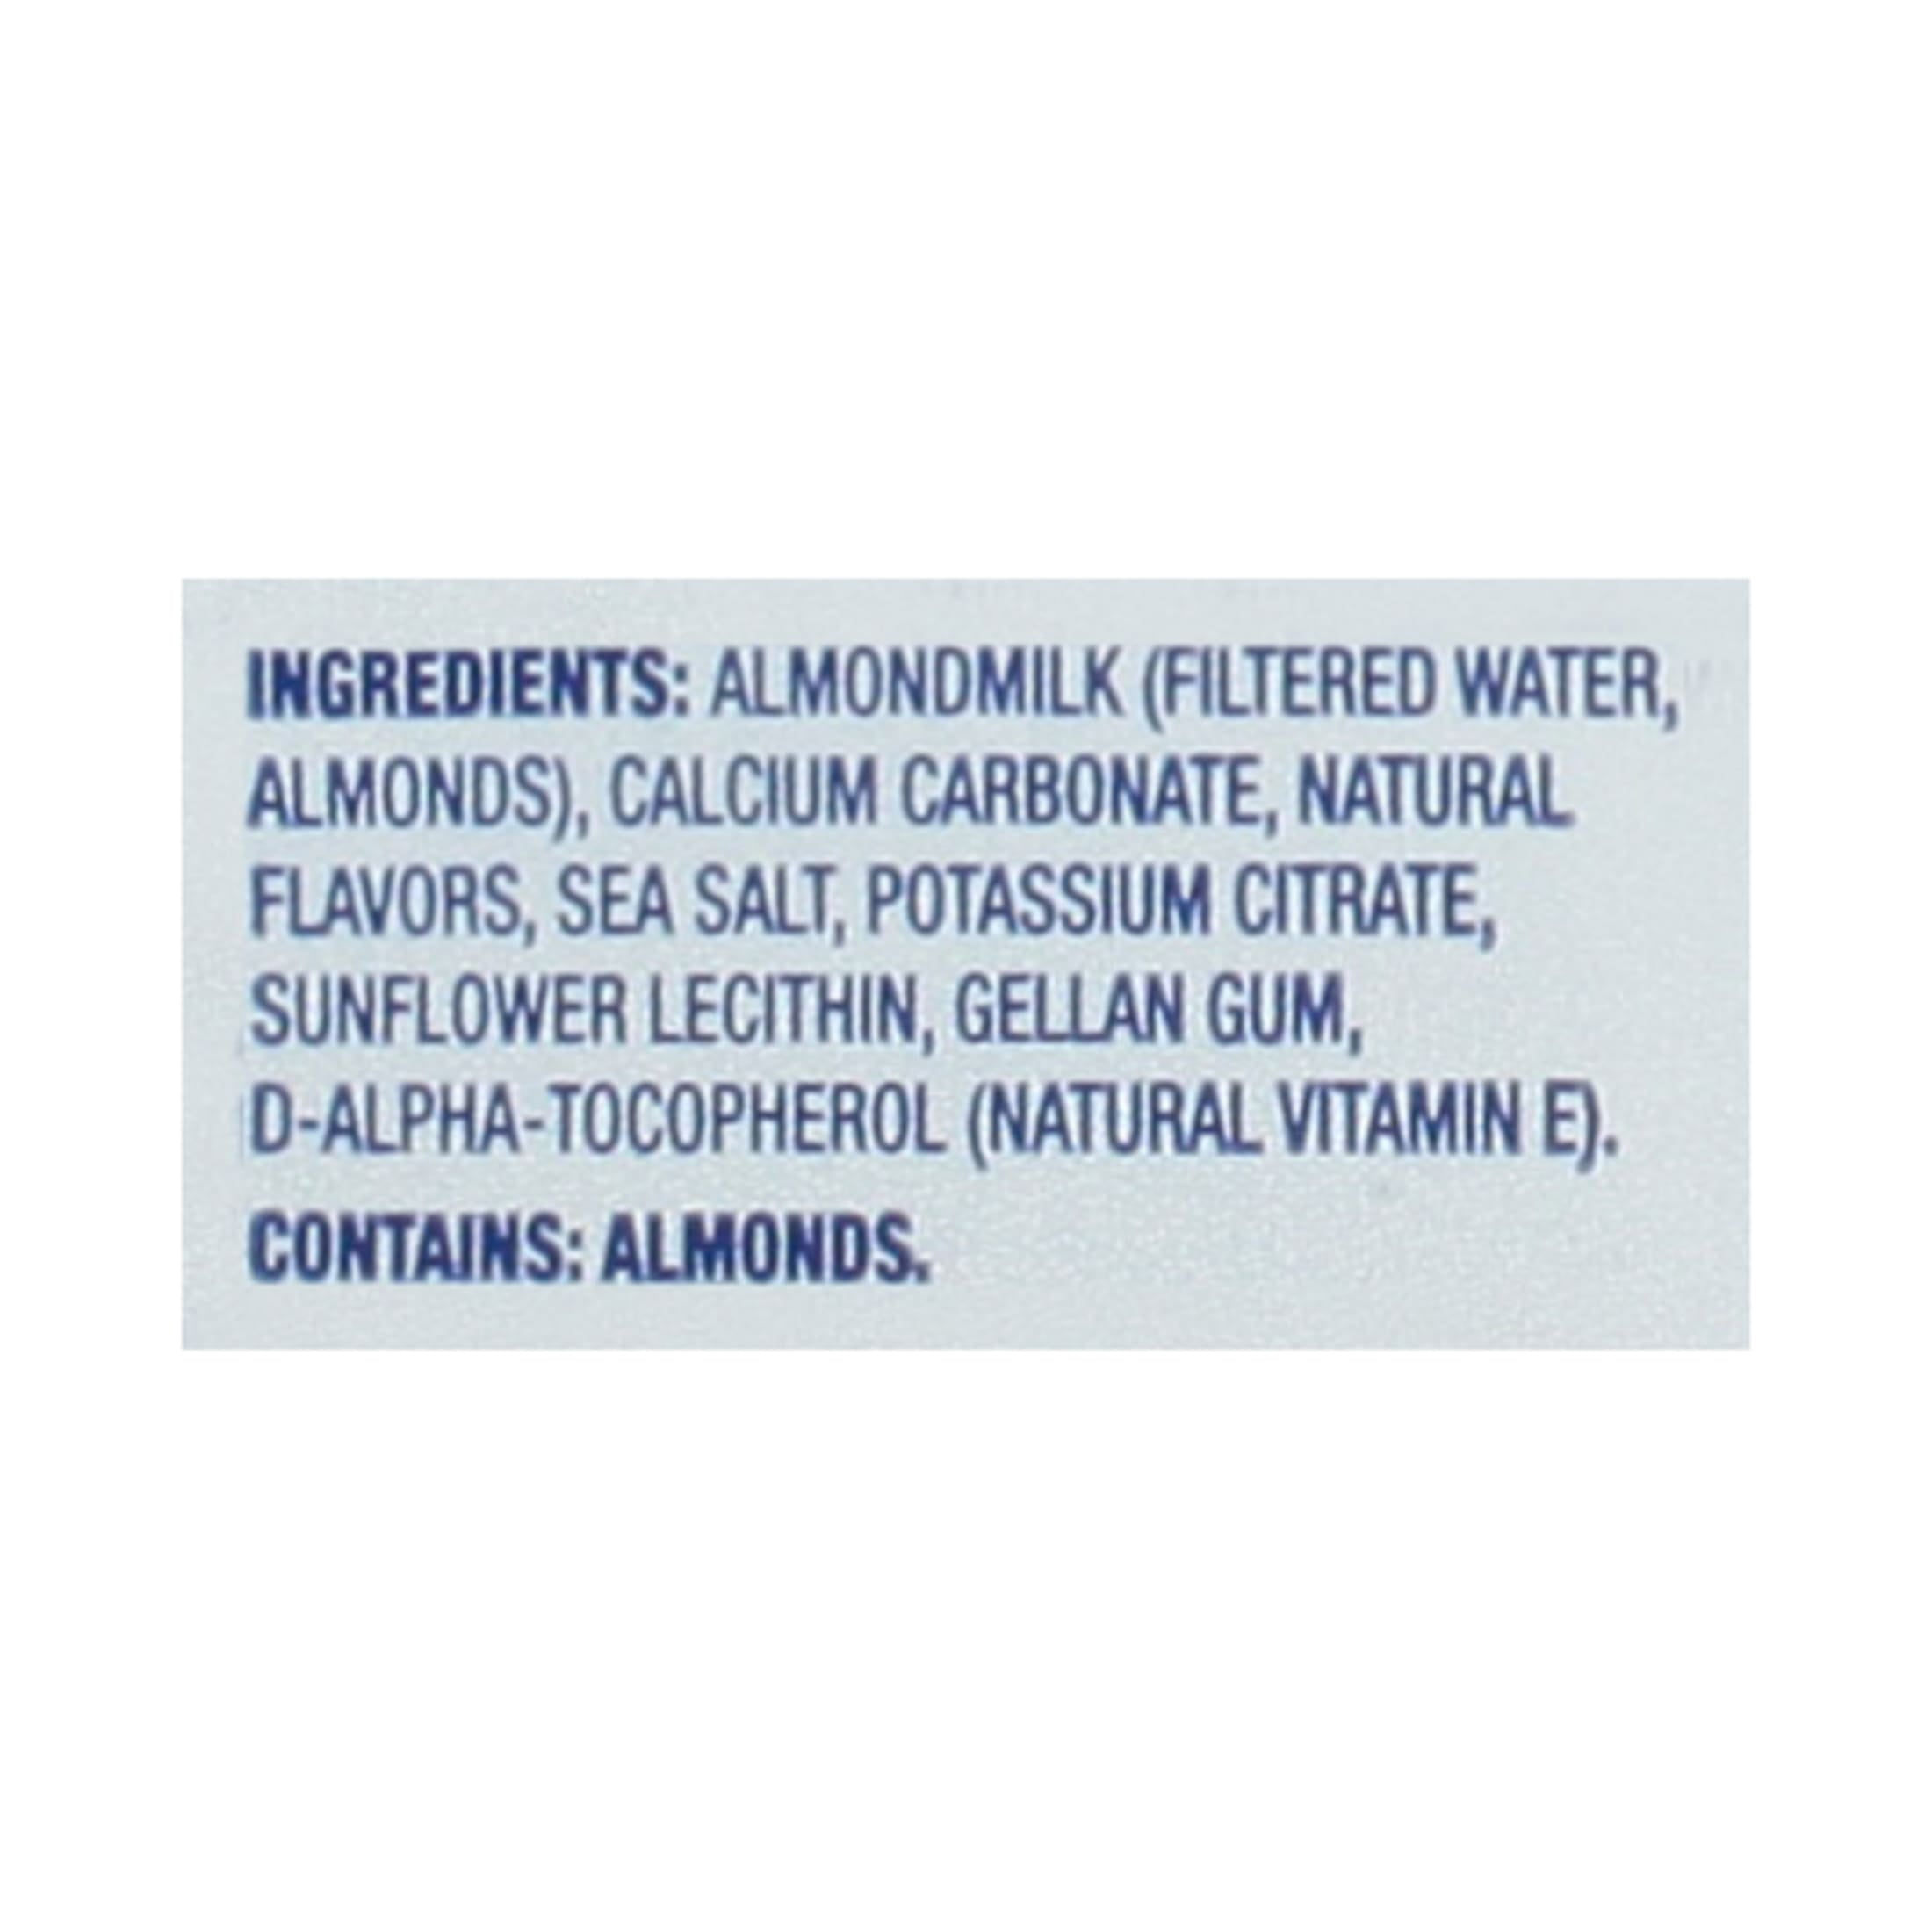 INGREDIENTS: ALMONDMILK (FILTERED WATER,
ALMONDS), CALCIUM CARBONATE, NATURAL
FLAVORS, SEA SALT, POTASSIUM CITRATE,
SUNFLOWER LECITHIN, GELLAN GUM,
D-ALPHA-TOCOPHEROL (NATURAL VITAMIN E).
CONTAINS: ALMONDS.